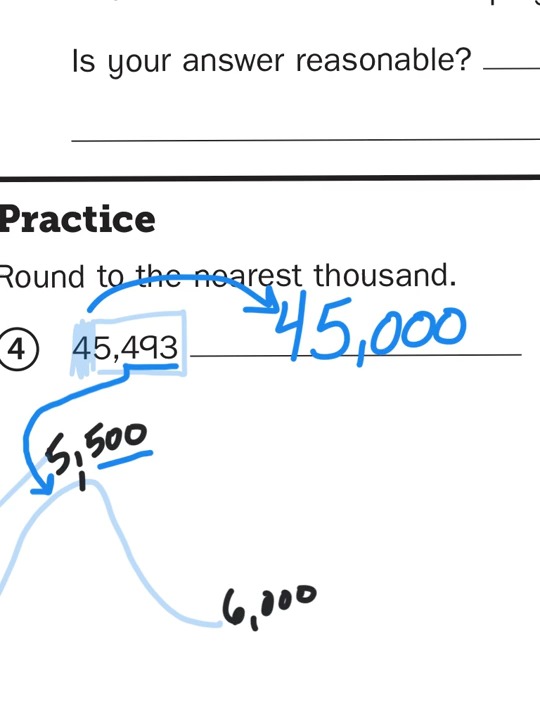 Is your answer reasonable?
Practice
Round to the nearest thousand.
4 45,493 45,000
5,500
6,000